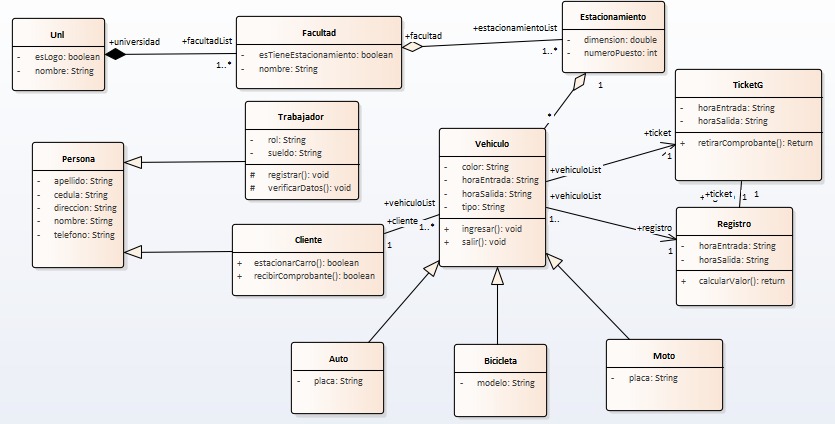 Unl
- esLogo: boolean
- nombre: String
+universidad
+facultadList
1..*
Facultad
- esTieneEstacionamiento: boolean
- nombre: String
+facultad
+estacionamientoList
1..*
Estacionamiento
- dimension: double
- numeroPuesto: int
1
*
Trabajador
- rol: String
- sueldo: String
# registrar(): void
# verificarDatos(): void
Persona
- apellido: String
- cedula: String
- direccion: String
- nombre: String
- telefono: String
Cliente
+ estacionarCarro(): boolean
+ recibirComprobante(): boolean
+vehiculoList
+cliente
1..*
1
Vehiculo
- color: String
- horaEntrada: String
- horaSalida: String
- tipo: String
+ ingresar(): void
+ salir(): void
+vehiculoList
+ticket
1
TicketG
- horaEntrada: String
- horaSalida: String
+ retirarComprobante(): Return
+vehiculoList
1..
+registro
1
+ticket,
1
1
Registro
- horaEntrada: String
- horaSalida: String
+ calcularValor(): return
Auto
- placa: String
Bicicleta
- modelo: String
Moto
- placa: String